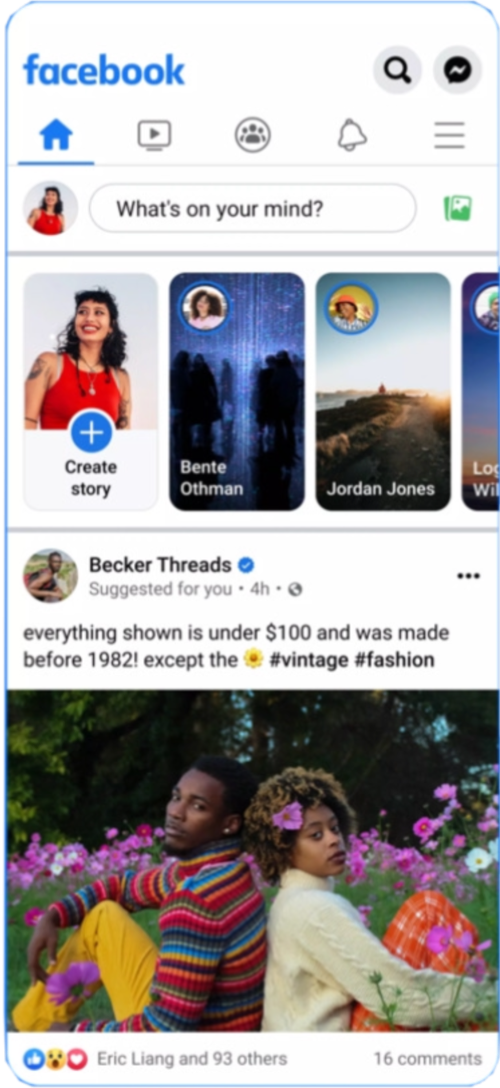 facebook
What's on your mind?
Create
story
Bente
Othman
Jordan Jones
Becker Threads
Suggested for you • 4h •
everything shown is under $100 and was made
before 1982! except the 🌼 #vintage #fashion
Eric Liang and 93 others
16 comments